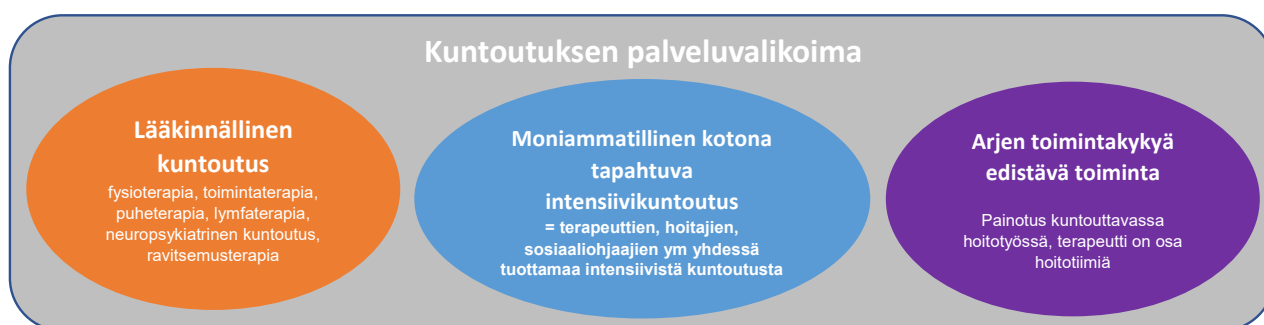 Kuntoutuksen palveluvalikoima
Lääkinnällinen
kuntoutus
fysioterapia, toimintaterapia,
puheterapia, lymfaterapia,
neuropsykiatrinen kuntoutus,
ravitsemusterapia
Moniammatillinen kotona
tapahtuva
intensiivikuntoutus
= terapeuttien, hoitajien,
sosiaaliohjaajien ym yhdessä
tuottamaa intensiivistä kuntoutusta
Arjen toimintakykyä
edistävä toiminta
Painotus kuntouttavassa
hoitotyössä, terapeutti on osa
hoitotiimiä